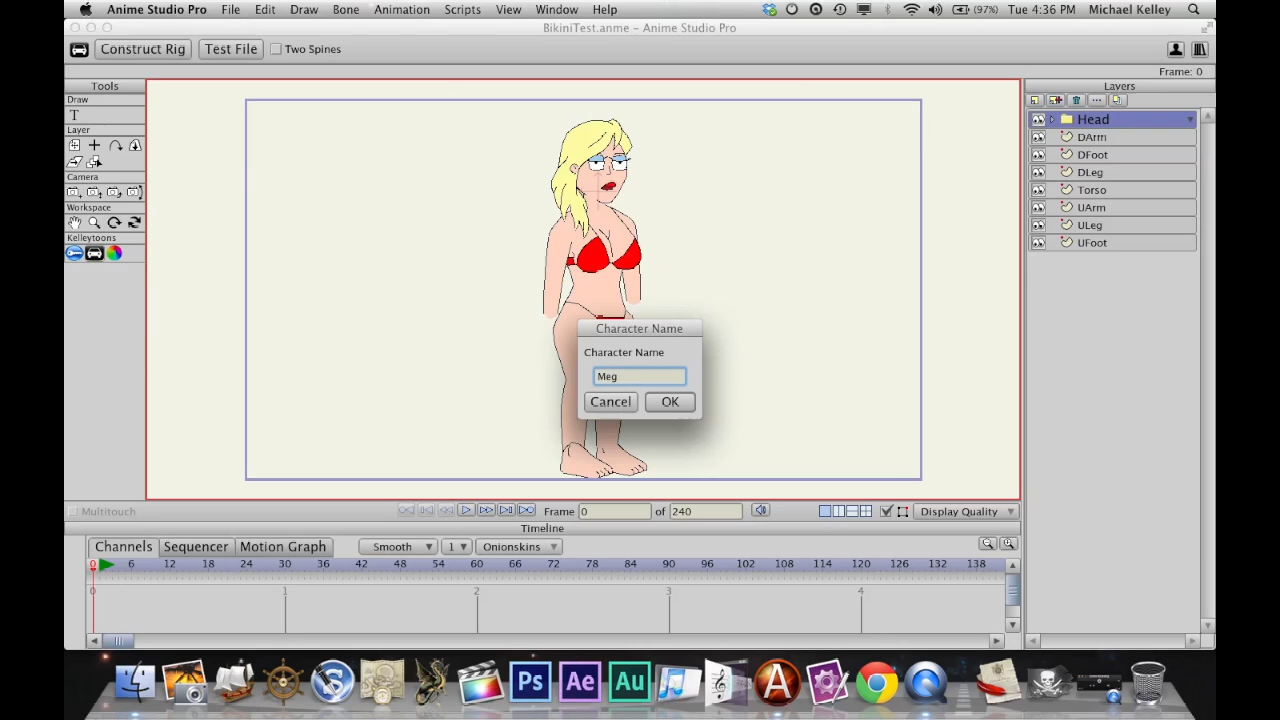 Anime Studio Pro File Edit Draw Bone Animation Scripts View Window Help (97%) Tue 4:36 PM Michael Kelley
BikiniTest.anme – Anime Studio Pro
Construct Rig Test File Two Spines
Frame: 0
Tools
Layers
Draw
T
Layer
Camera
Workspace
Kelleytoons
Head
DArm
DFoot
DLeg
Torso
UArm
ULeg
UFoot
Character Name
Character Name
Meg
Cancel OK
Multitouch Frame 0 of 240 Display Quality
Timeline
Channels Sequencer Motion Graph Smooth 1 Onionskins
0 6 12 18 24 30 36 42 48 54 60 66 72 78 84 90 96 102 108 114 120 126 132 138
0 1 2 3 4
Ps Ae Au